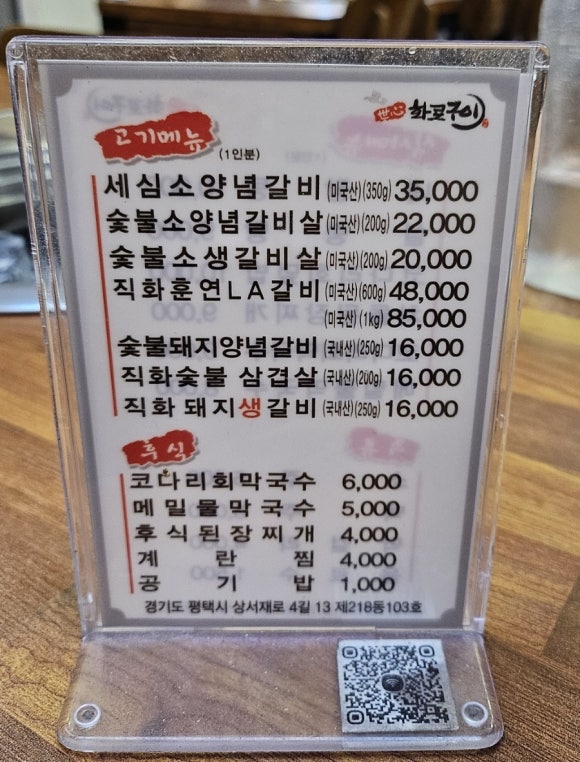 世心 화로구이
고기메뉴 (1인분)
세심소양념갈비 (미국산)(350g) 35,000
숯불소양념갈비살 (미국산)(200g) 22,000
숯불소생갈비살 (미국산)(200g) 20,000
직화훈연LA갈비 (미국산)(600g) 48,000
(미국산)(1kg) 85,000
숯불돼지양념갈비 (국내산)(250g) 16,000
직화숯불 삼겹살 (국내산)(200g) 16,000
직화 돼지생갈비 (국내산)(250g) 16,000
후식
코다리회막국수 6,000
메밀물막국수 5,000
후식된장찌개 4,000
계란찜 4,000
공기밥 1,000
경기도 평택시 상서재로 4길 13 제218동103호